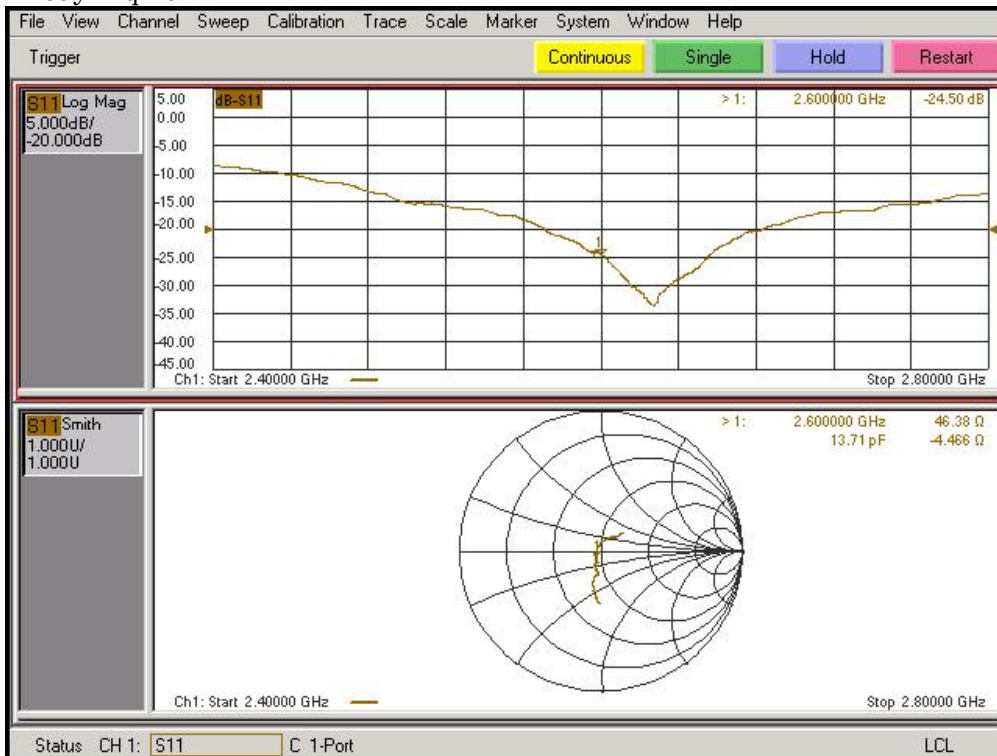 File View Channel Sweep Calibration Trace Scale Marker System Window Help
Trigger Continuous Single Hold Restart
S11 Log Mag
5.000dB/
-20.000dB
dB-S11
> 1: 2.600000 GHz -24.50 dB
5.00
0.00
-5.00
-10.00
-15.00
-20.00
-25.00
-30.00
-35.00
-40.00
-45.00
1
Ch1: Start 2.40000 GHz Stop 2.80000 GHz
S11 Smith
1.000U/
1.000U
> 1: 2.600000 GHz 46.38 Ω
13.71 pF -4.466 Ω
Ch1: Start 2.40000 GHz Stop 2.80000 GHz
Status CH 1: S11 C 1-Port LCL